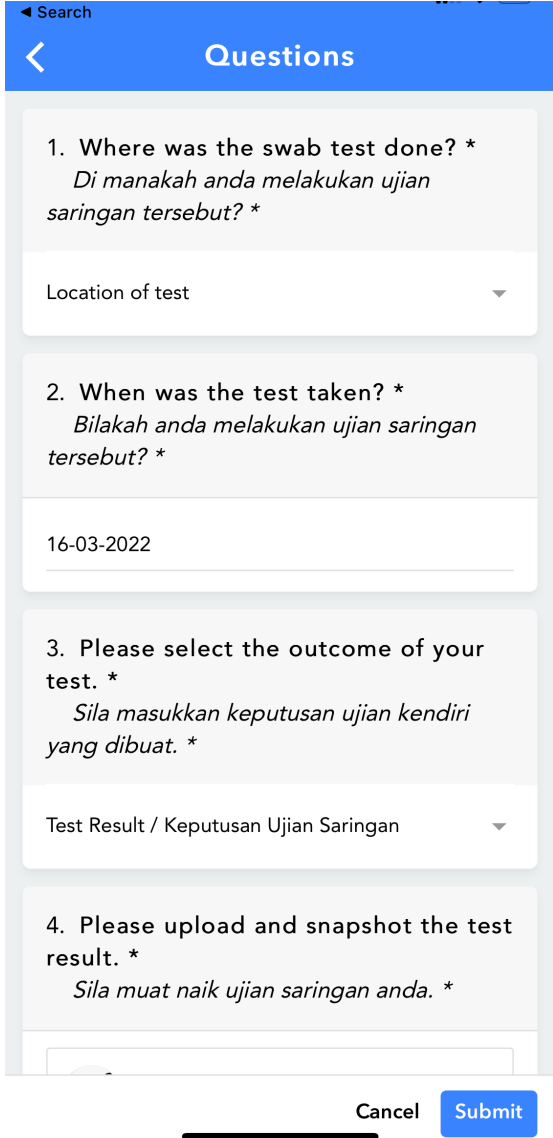 ◀ Search
Questions
1. Where was the swab test done? *
Di manakah anda melakukan ujian
saringan tersebut? *
Location of test
2. When was the test taken? *
Bilakah anda melakukan ujian saringan
tersebut? *
16-03-2022
3. Please select the outcome of your
test. *
Sila masukkan keputusan ujian kendiri
yang dibuat. *
Test Result / Keputusan Ujian Saringan
4. Please upload and snapshot the test
result. *
Sila muat naik ujian saringan anda. *
Cancel
Submit